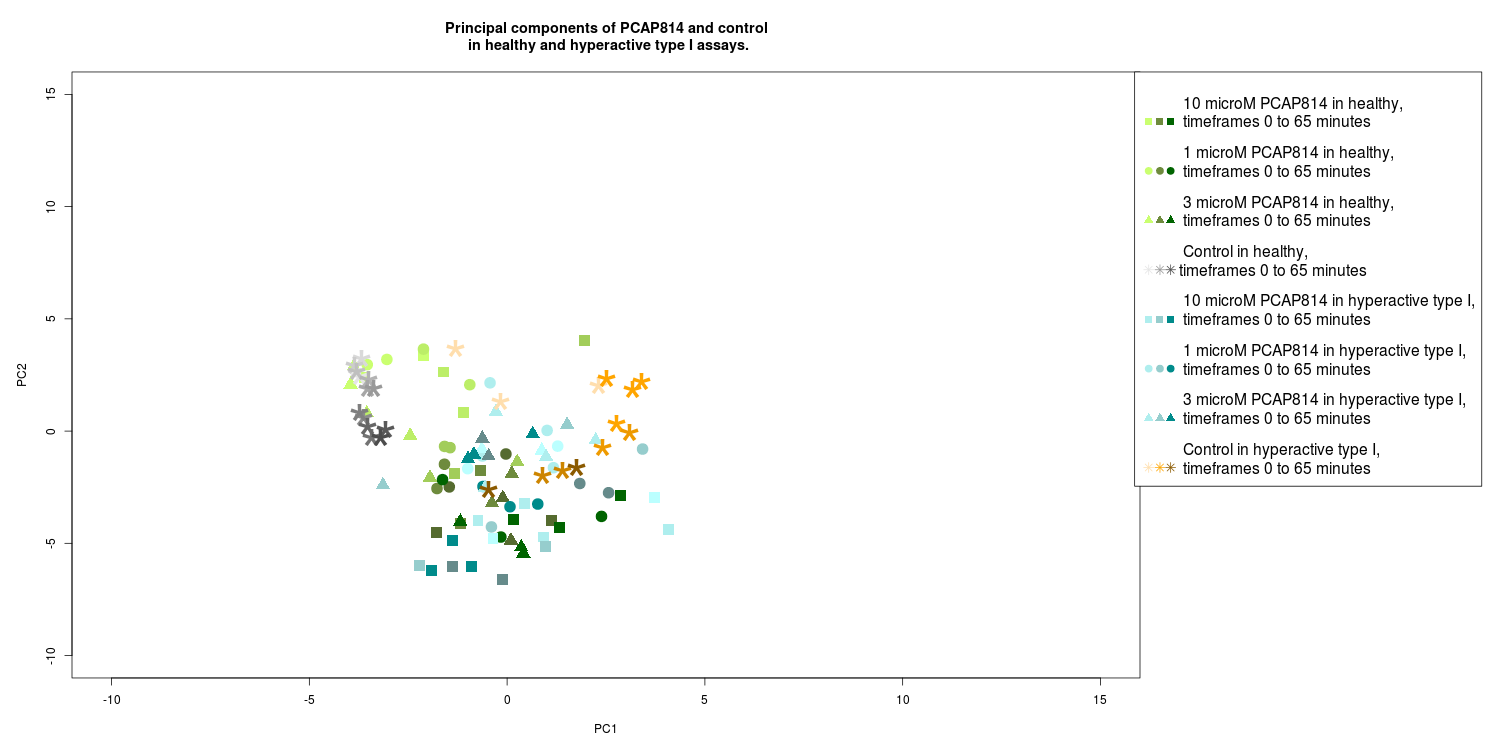 Principal components of PCAP814 and control
in healthy and hyperactive type I assays.
15
10
5
0
-5
-10
PC2
-10
-5
0
5
10
15
PC1
10 microM PCAP814 in healthy,
timeframes 0 to 65 minutes
1 microM PCAP814 in healthy,
timeframes 0 to 65 minutes
3 microM PCAP814 in healthy,
timeframes 0 to 65 minutes
Control in healthy,
timeframes 0 to 65 minutes
10 microM PCAP814 in hyperactive type I,
timeframes 0 to 65 minutes
1 microM PCAP814 in hyperactive type I,
timeframes 0 to 65 minutes
3 microM PCAP814 in hyperactive type I,
timeframes 0 to 65 minutes
Control in hyperactive type I,
timeframes 0 to 65 minutes